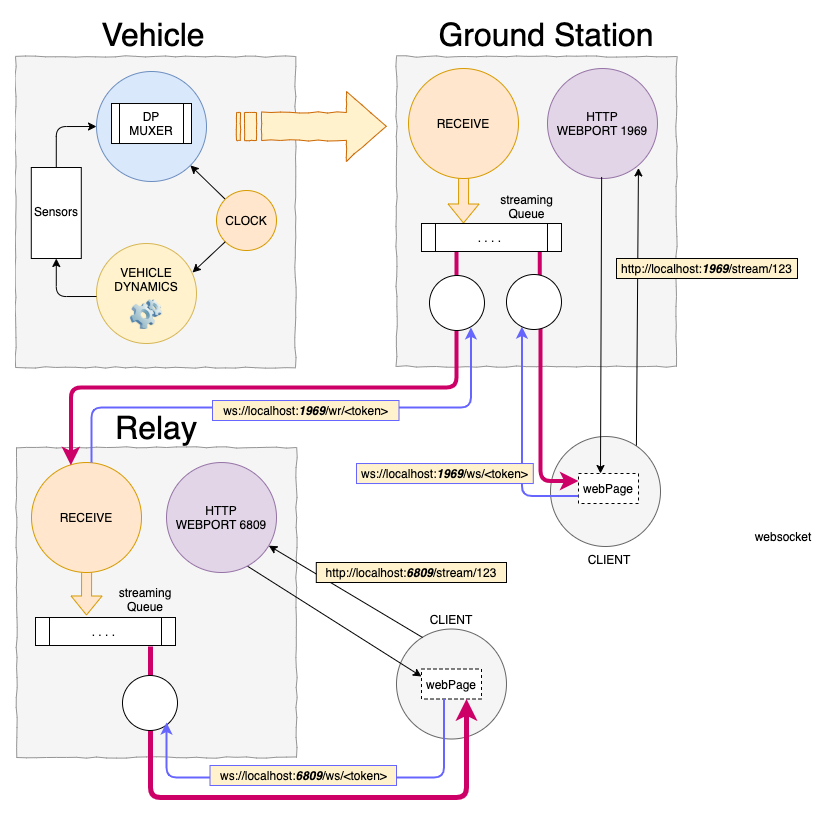 Vehicle
Ground Station
DP
MUXER
Sensors
CLOCK
VEHICLE
DYNAMICS
RECEIVE
HTTP
WEBPORT 1969
streaming
Queue
. . . .
http://localhost:1969/stream/123
ws://localhost:1969/wr/<token>
Relay
ws://localhost:1969/ws/<token>
webPage
CLIENT
websocket
RECEIVE
HTTP
WEBPORT 6809
http://localhost:6809/stream/123
streaming
Queue
. . . .
CLIENT
webPage
ws://localhost:6809/ws/<token>